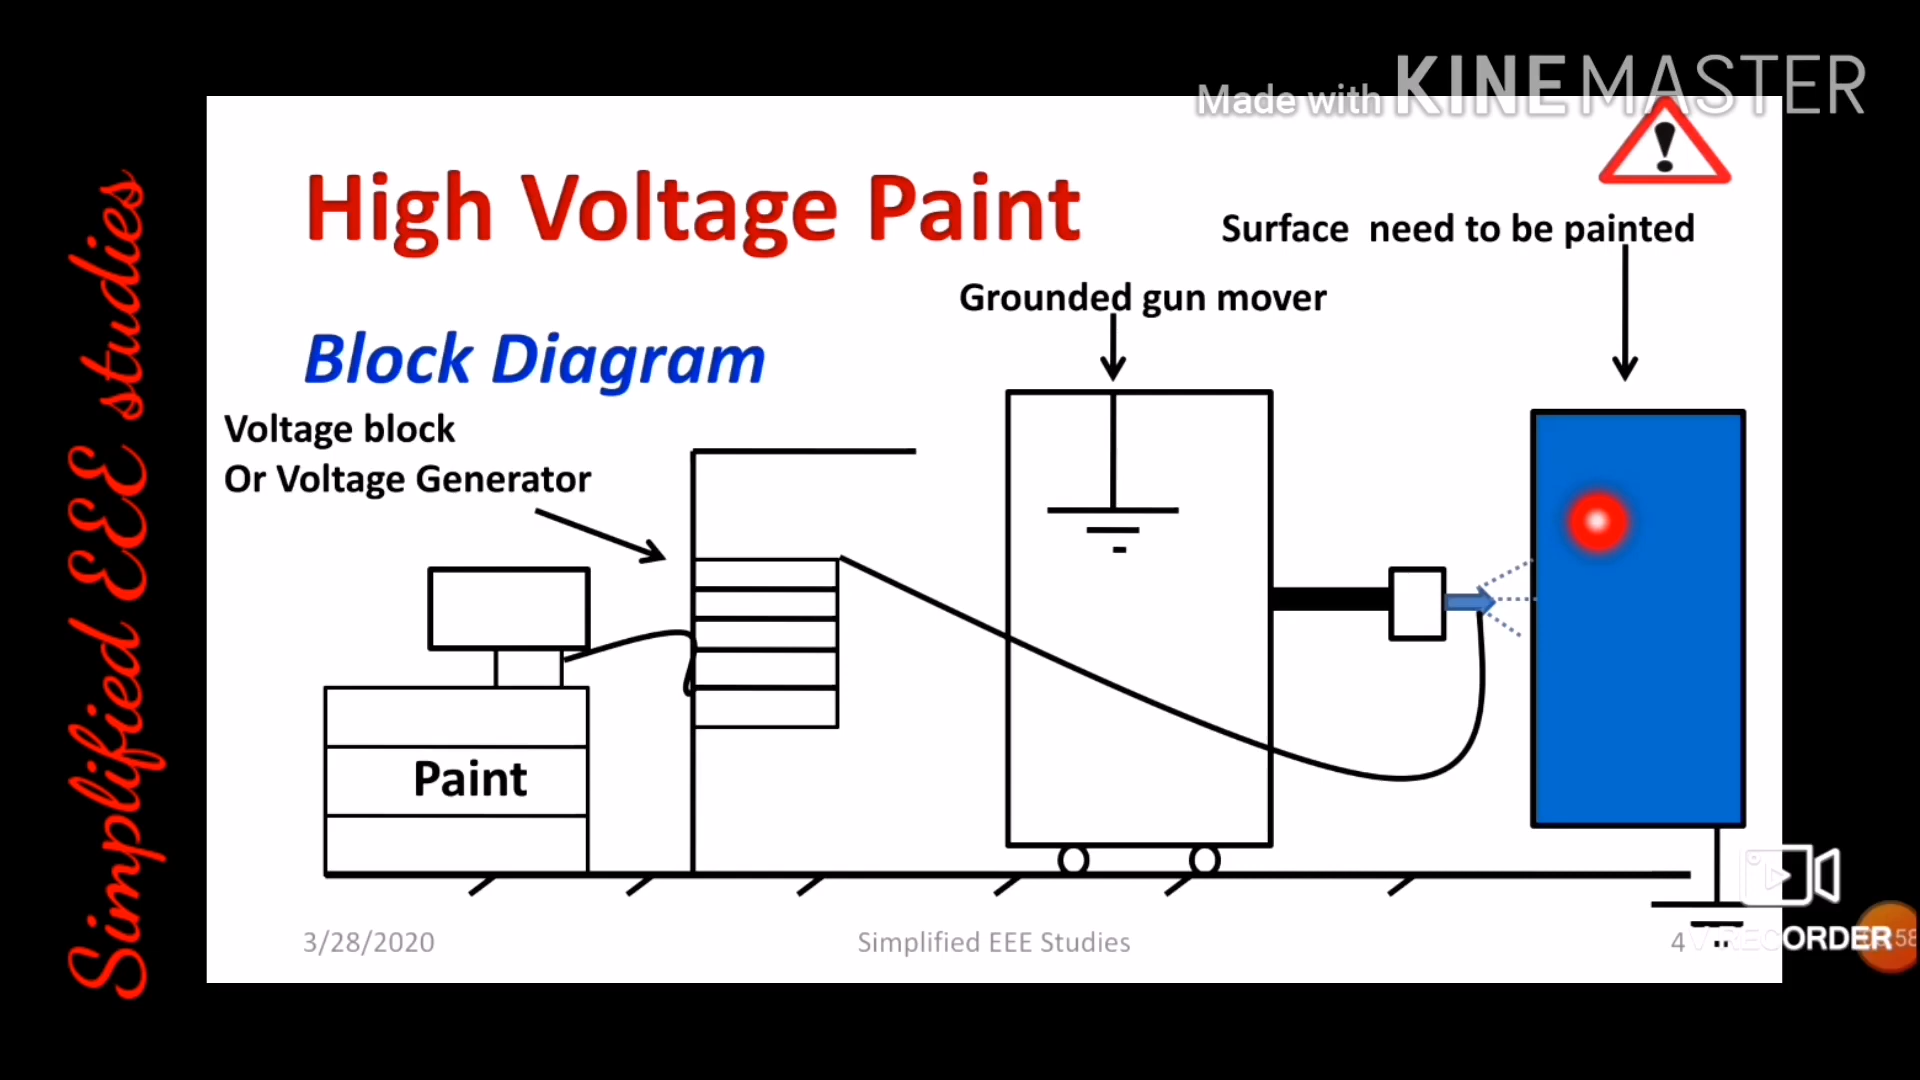 Made with KINEMASTER
High Voltage Paint
Surface  need to be painted
Grounded gun mover
Block Diagram
Voltage block
Or Voltage Generator
Paint
Simplified EEE studies
3/28/2020
Simplified EEE Studies
4